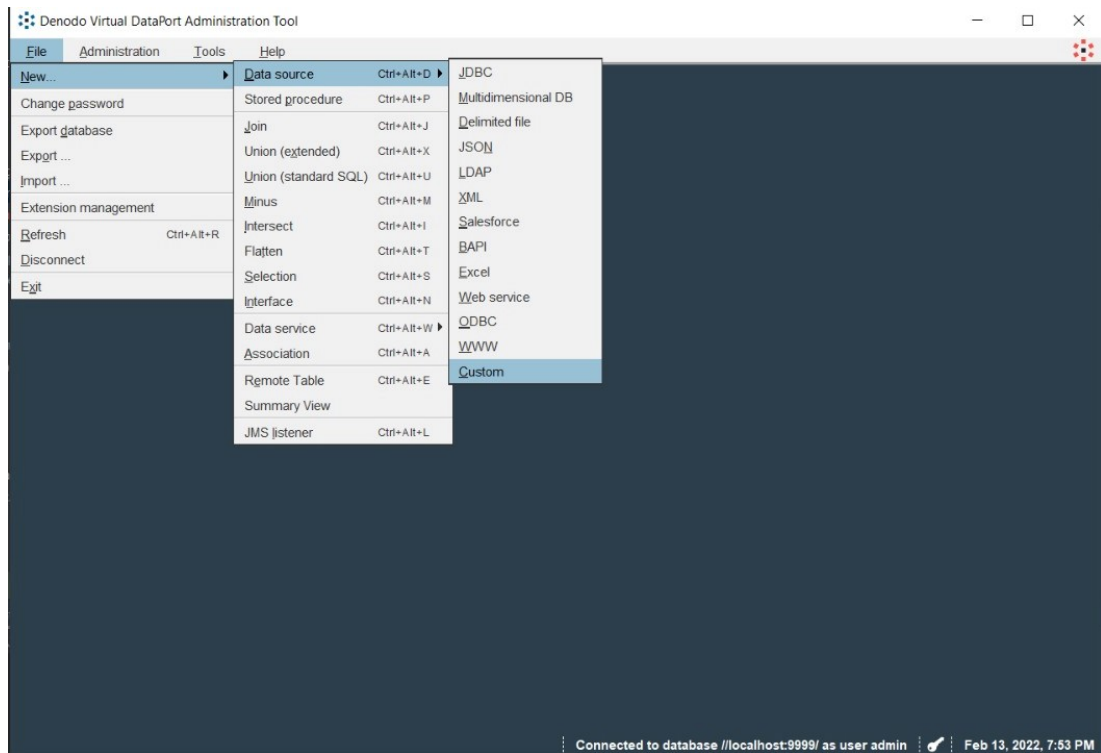 Denodo Virtual DataPort Administration Tool
File Administration Tools Help
New...
Change password
Export database
Export ...
Import ...
Extension management
Refresh Ctrl+Alt+R
Disconnect
Exit
Data source Ctrl+Alt+D
Stored procedure Ctrl+Alt+P
Join Ctrl+Alt+J
Union (extended) Ctrl+Alt+X
Union (standard SQL) Ctrl+Alt+U
Minus Ctrl+Alt+M
Intersect Ctrl+Alt+I
Flatten Ctrl+Alt+T
Selection Ctrl+Alt+S
Interface Ctrl+Alt+N
Data service Ctrl+Alt+W
Association Ctrl+Alt+A
Remote Table Ctrl+Alt+E
Summary View
JMS listener Ctrl+Alt+L
JDBC
Multidimensional DB
Delimited file
JSON
LDAP
XML
Salesforce
BAPI
Excel
Web service
ODBC
WWW
Custom
Connected to database //localhost:9999/ as user admin Feb 13, 2022, 7:53 PM